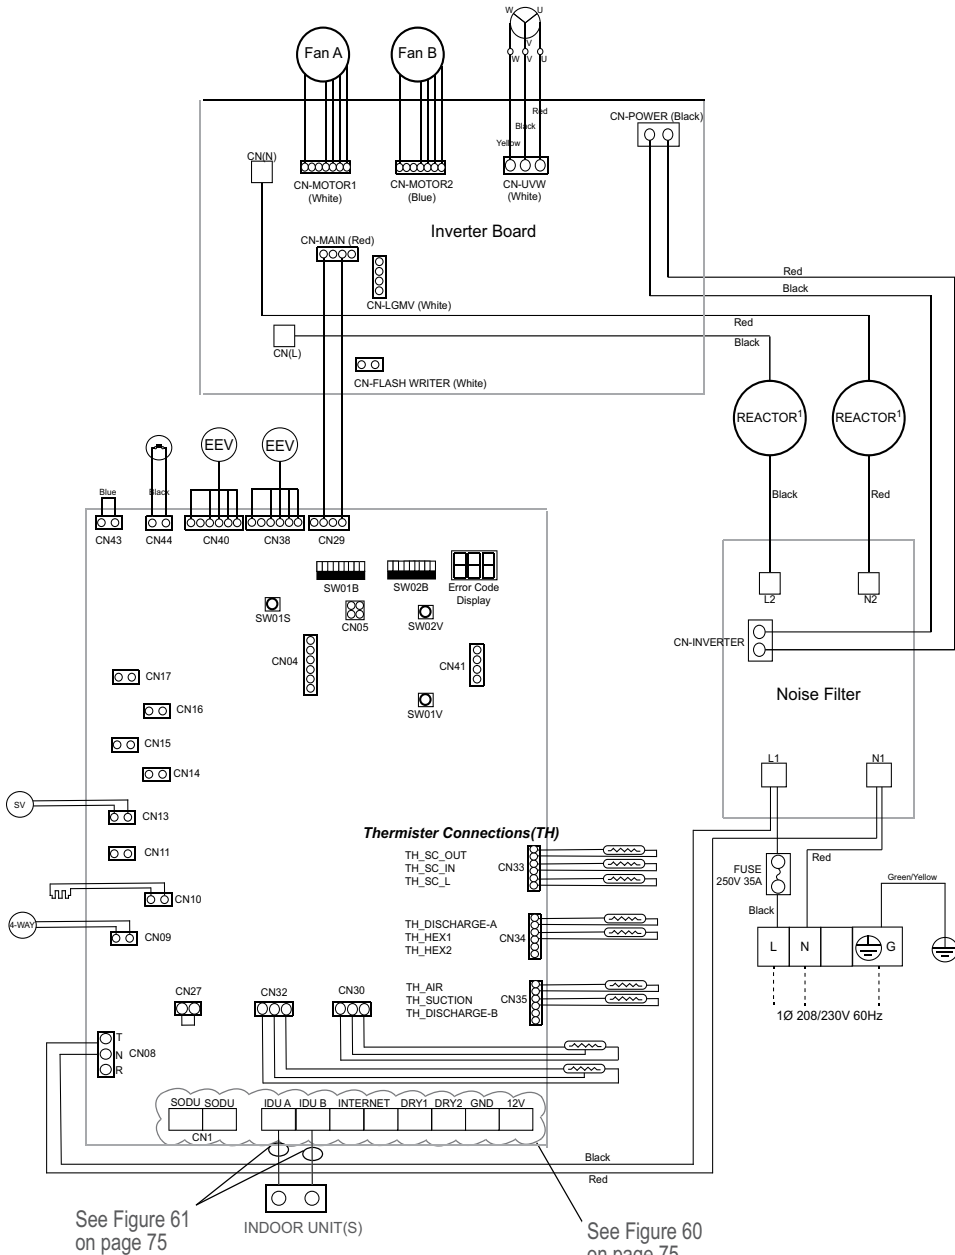 W U
Fan A
Fan B
V
W V U
Red
Black
Yellow
CN-POWER (Black)
CN(N)
CN-MOTOR1
(White)
CN-MOTOR2
(Blue)
CN-UVW
(White)
Inverter Board
CN-MAIN (Red)
CN-LGMV (White)
Red
Black
Red
Black
CN(L)
CN-FLASH WRITER (White)
REACTOR1
REACTOR1
EEV
EEV
Blue
Black
Black
Red
CN43
CN44
CN40
CN38
CN29
SW01B
SW02B
Error Code
Display
L2
N2
SW01S
CN05
SW02V
CN-INVERTER
CN04
CN41
CN17
Noise Filter
CN16
SW01V
CN15
CN14
L1
N1
SV
CN13
Thermister Connections(TH)
CN11
TH_SC_OUT
TH_SC_IN
TH_SC_L
CN33
Red
FUSE
250V 35A
Green/Yellow
CN10
Black
4-WAY
CN09
TH_DISCHARGE-A
TH_HEX1
TH_HEX2
CN34
L N G
CN27
CN32
CN30
TH_AIR
TH_SUCTION
TH_DISCHARGE-B
CN35
1Ø 208/230V 60Hz
T
N
R
CN08
SODU SODU IDU A IDU B INTERNET DRY1 DRY2 GND 12V
CN1
Black
Red
See Figure 61
on page 75
INDOOR UNIT(S)
See Figure 60
on page 75